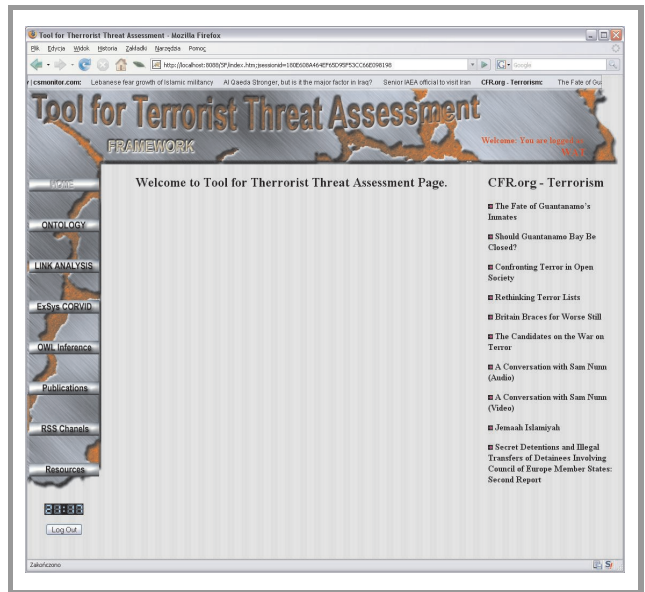 Tool for Therrorist Threat Assessment - Mozilla Firefox
Plik Edycja Widok Historia Zakładki Narzędzia Pomoc
http://localhost:8088/SP/index.htm;jsessionid=180E608A464EF65D95F53CC66E098198
Google
csmonitor.com: Lebanese fear growth of Islamic militancy Al Qaeda Stronger, but is it the major factor in Iraq? Senior IAEA official to visit Iran CFR.org - Terrorism: The Fate of Gu
Tool for Terrorist Threat Assessment
FRAMEWORK
Welcome: You are logged
HOME
Welcome to Tool for Therrorist Threat Assessment Page.
CFR.org - Terrorism
The Fate of Guantanamo's
Inmates
Should Guantanamo Bay Be
Closed?
Confronting Terror in Open
Society
Rethinking Terror Lists
Britain Braces for Worse Still
The Candidates on the War on
Terror
A Conversation with Sam Nunn
(Audio)
A Conversation with Sam Nunn
(Video)
Jemaah Islamiyah
Secret Detentions and Illegal
Transfers of Detainees Involving
Council of Europe Member States:
Second Report
ONTOLOGY
LINK ANALYSIS
ExSys CORVID
OWL Inference
Publications
RSS Chanels
Resources
Log Out
Zakończono